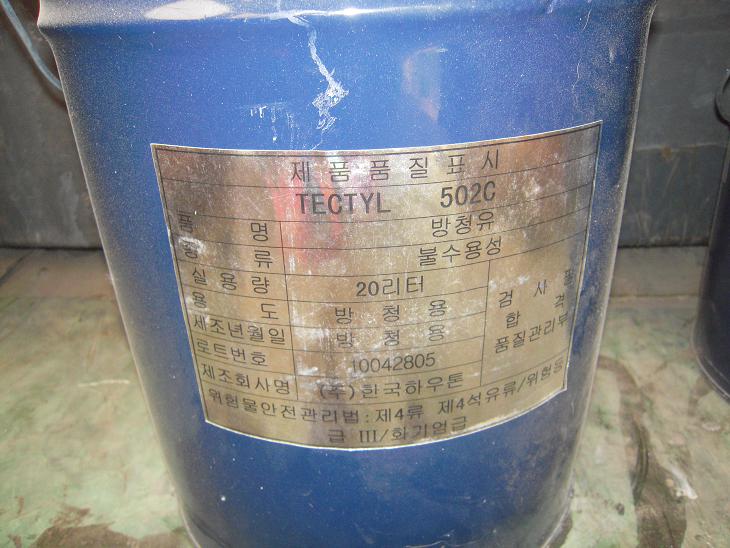 제품품질표시
TECTYL 502C
품 명 방청유
종 류 불수용성
실용량 20리터
용 도 방 청 용
제조년월일 방 청 용
로트번호 10042805
검 사 필
합 격
품질관리부
제조회사명 (주)한국하우톤
위험물안전관리법:제4류 제4석유류/위험등
급 III/화기엄급